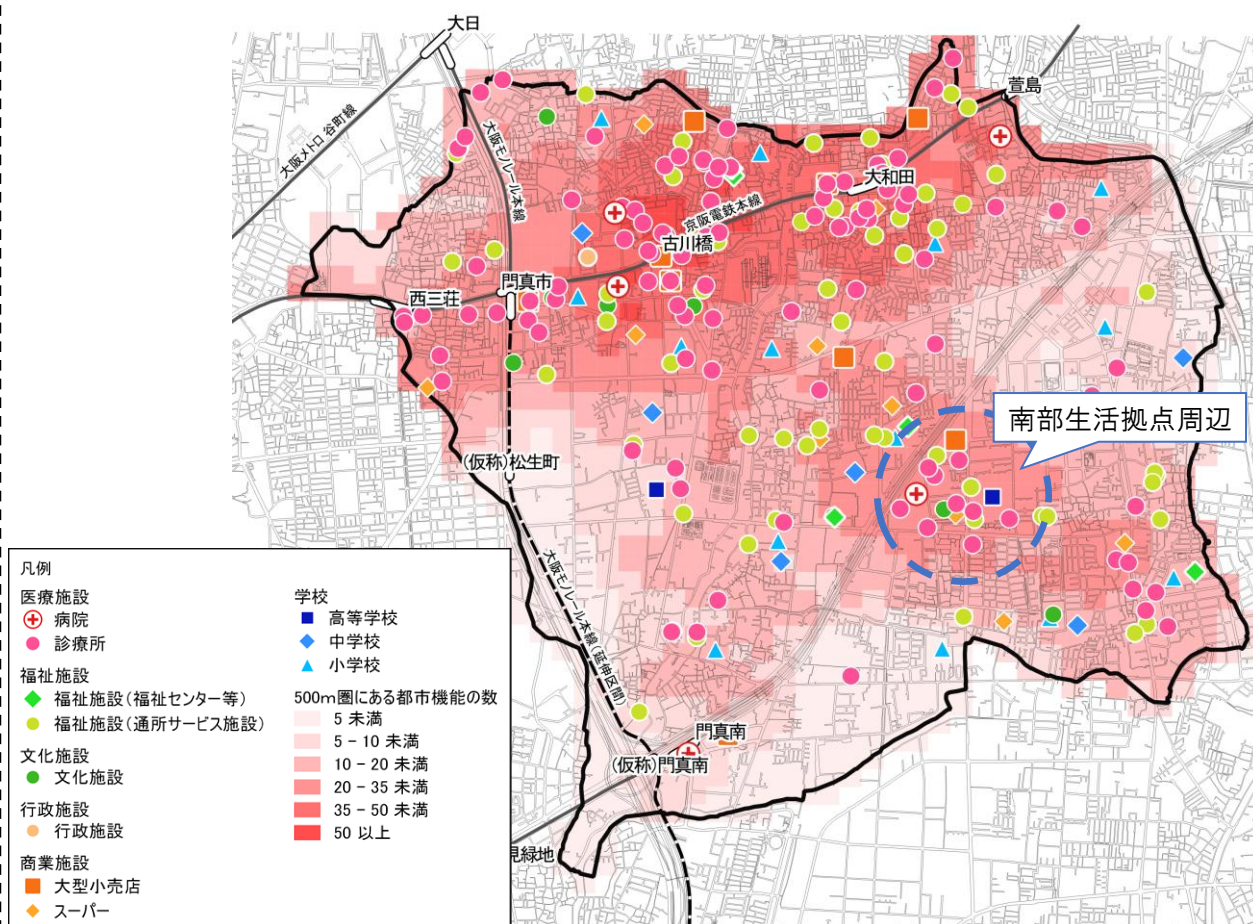 大日
萱島
大阪メトロ 谷町線
大阪モノレール本線
大和田
京阪電鉄本線
古川橋
門真市
西三荘
南部生活拠点周辺
(仮称)松生町
大阪モノレール本線(延伸区間)
門真南
(仮称)門真南
見緑地
凡例
医療施設
病院
診療所
福祉施設
福祉施設(福祉センター等)
福祉施設(通所サービス施設)
文化施設
文化施設
行政施設
行政施設
商業施設
大型小売店
スーパー
学校
高等学校
中学校
小学校
500m圏にある都市機能の数
5 未満
5 - 10 未満
10 - 20 未満
20 - 35 未満
35 - 50 未満
50 以上